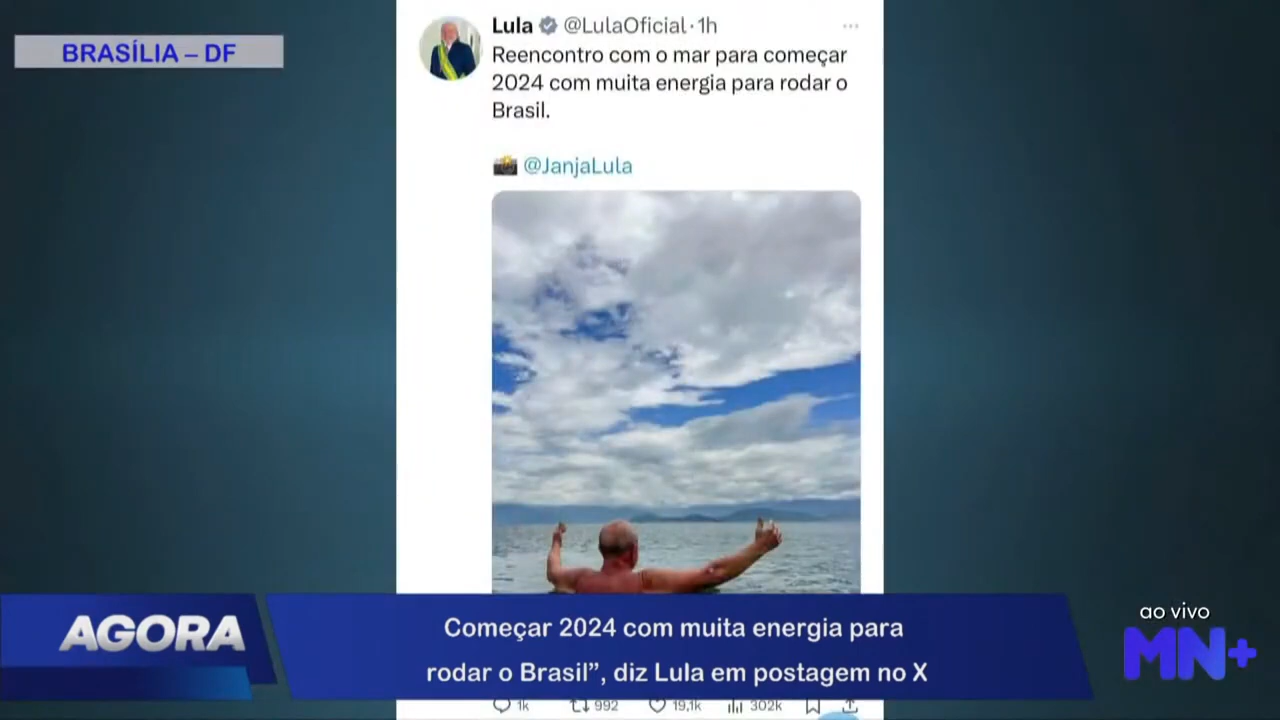 BRASÍLIA – DF
Lula @LulaOficial · 1h
Reencontro com o mar para começar
2024 com muita energia para rodar o
Brasil.
@JanjaLula
AGORA
Começar 2024 com muita energia para
rodar o Brasil”, diz Lula em postagem no X
ao vivo
MN+
1k 992 19,1k 302k